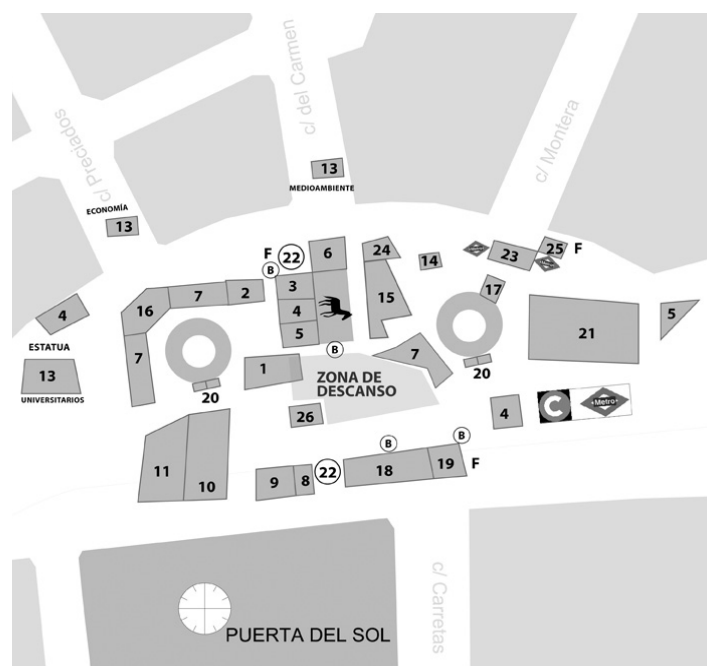 c/ Preciados
c/ del Carmen
c/ Montera
13
MEDIOAMBIENTE
ECONOMÍA
13
F
22
B
6
24
14
23
25
F
3
2
7
16
4
15
17
4
5
7
5
21
ESTATUA
13
UNIVERSITARIOS
1
B
7
20
20
ZONA DE
DESCANSO
26
4
C
Metro
11
10
9
8
22
B
18
B
19
F
c/ Carretas
PUERTA DEL SOL